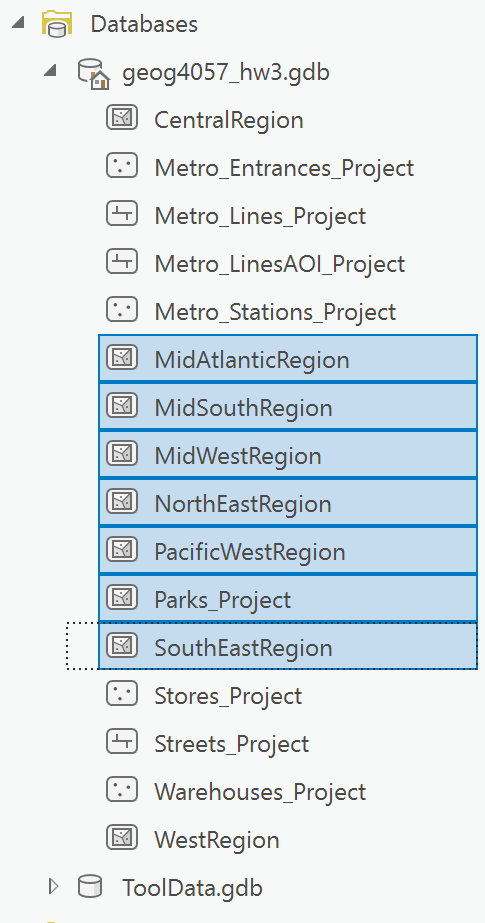 Databases
geog4057_hw3.gdb
CentralRegion
Metro_Entrances_Project
Metro_Lines_Project
Metro_LinesAOI_Project
Metro_Stations_Project
MidAtlanticRegion
MidSouthRegion
MidWestRegion
NorthEastRegion
PacificWestRegion
Parks_Project
SouthEastRegion
Stores_Project
Streets_Project
Warehouses_Project
WestRegion
ToolData.gdb